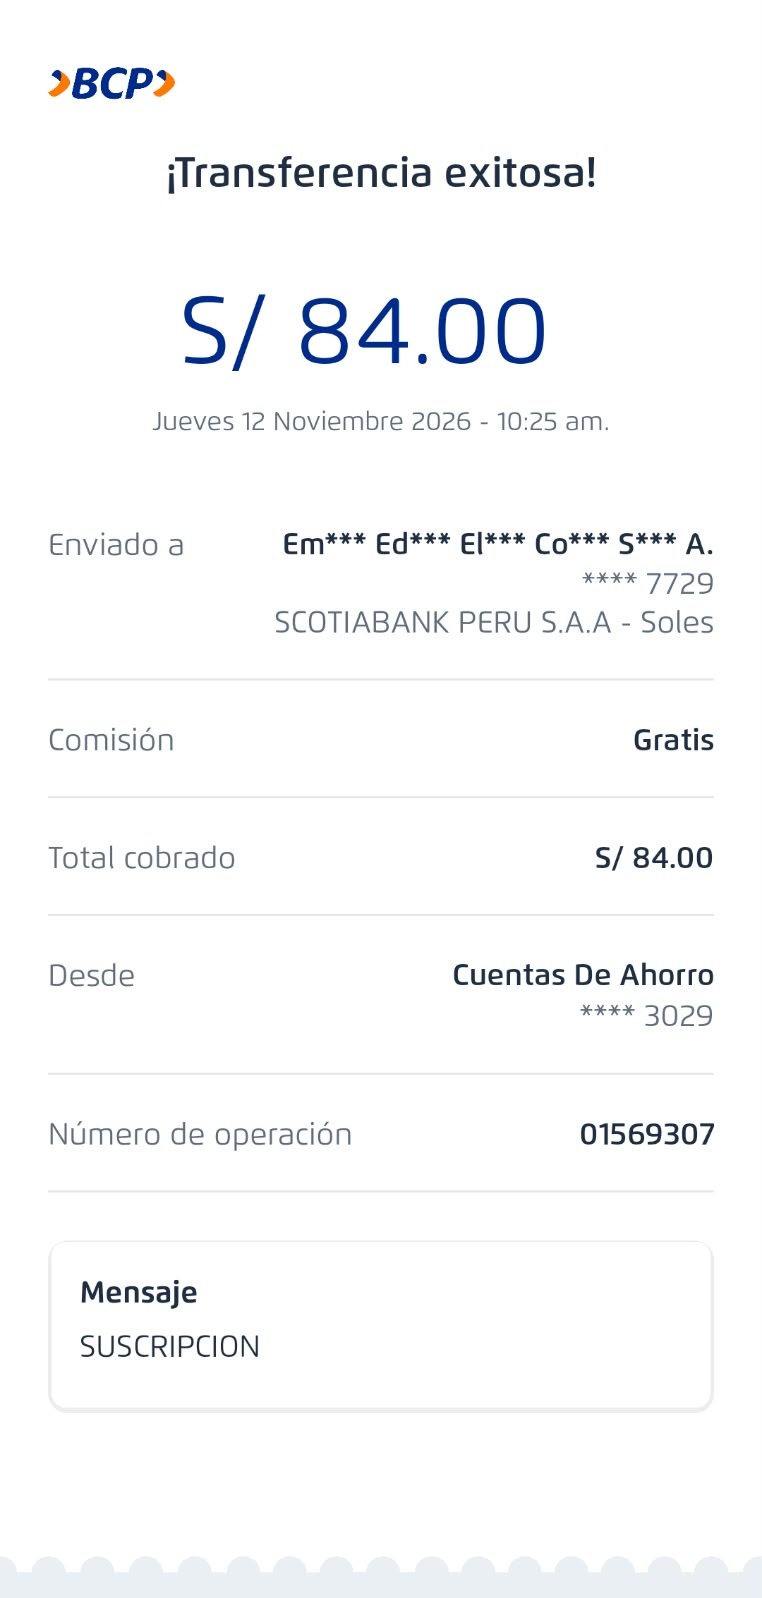 BCP
¡Transferencia exitosa!
S/ 84.00
Jueves 12 Noviembre 2026 - 10:25 am.
Enviado a
Em*** Ed*** El*** Co*** S*** A.
**** 7729
SCOTIABANK PERU S.A.A - Soles
Comisión
Gratis
Total cobrado
S/ 84.00
Desde
Cuentas De Ahorro
**** 3029
Número de operación
01569307
Mensaje
SUSCRIPCION